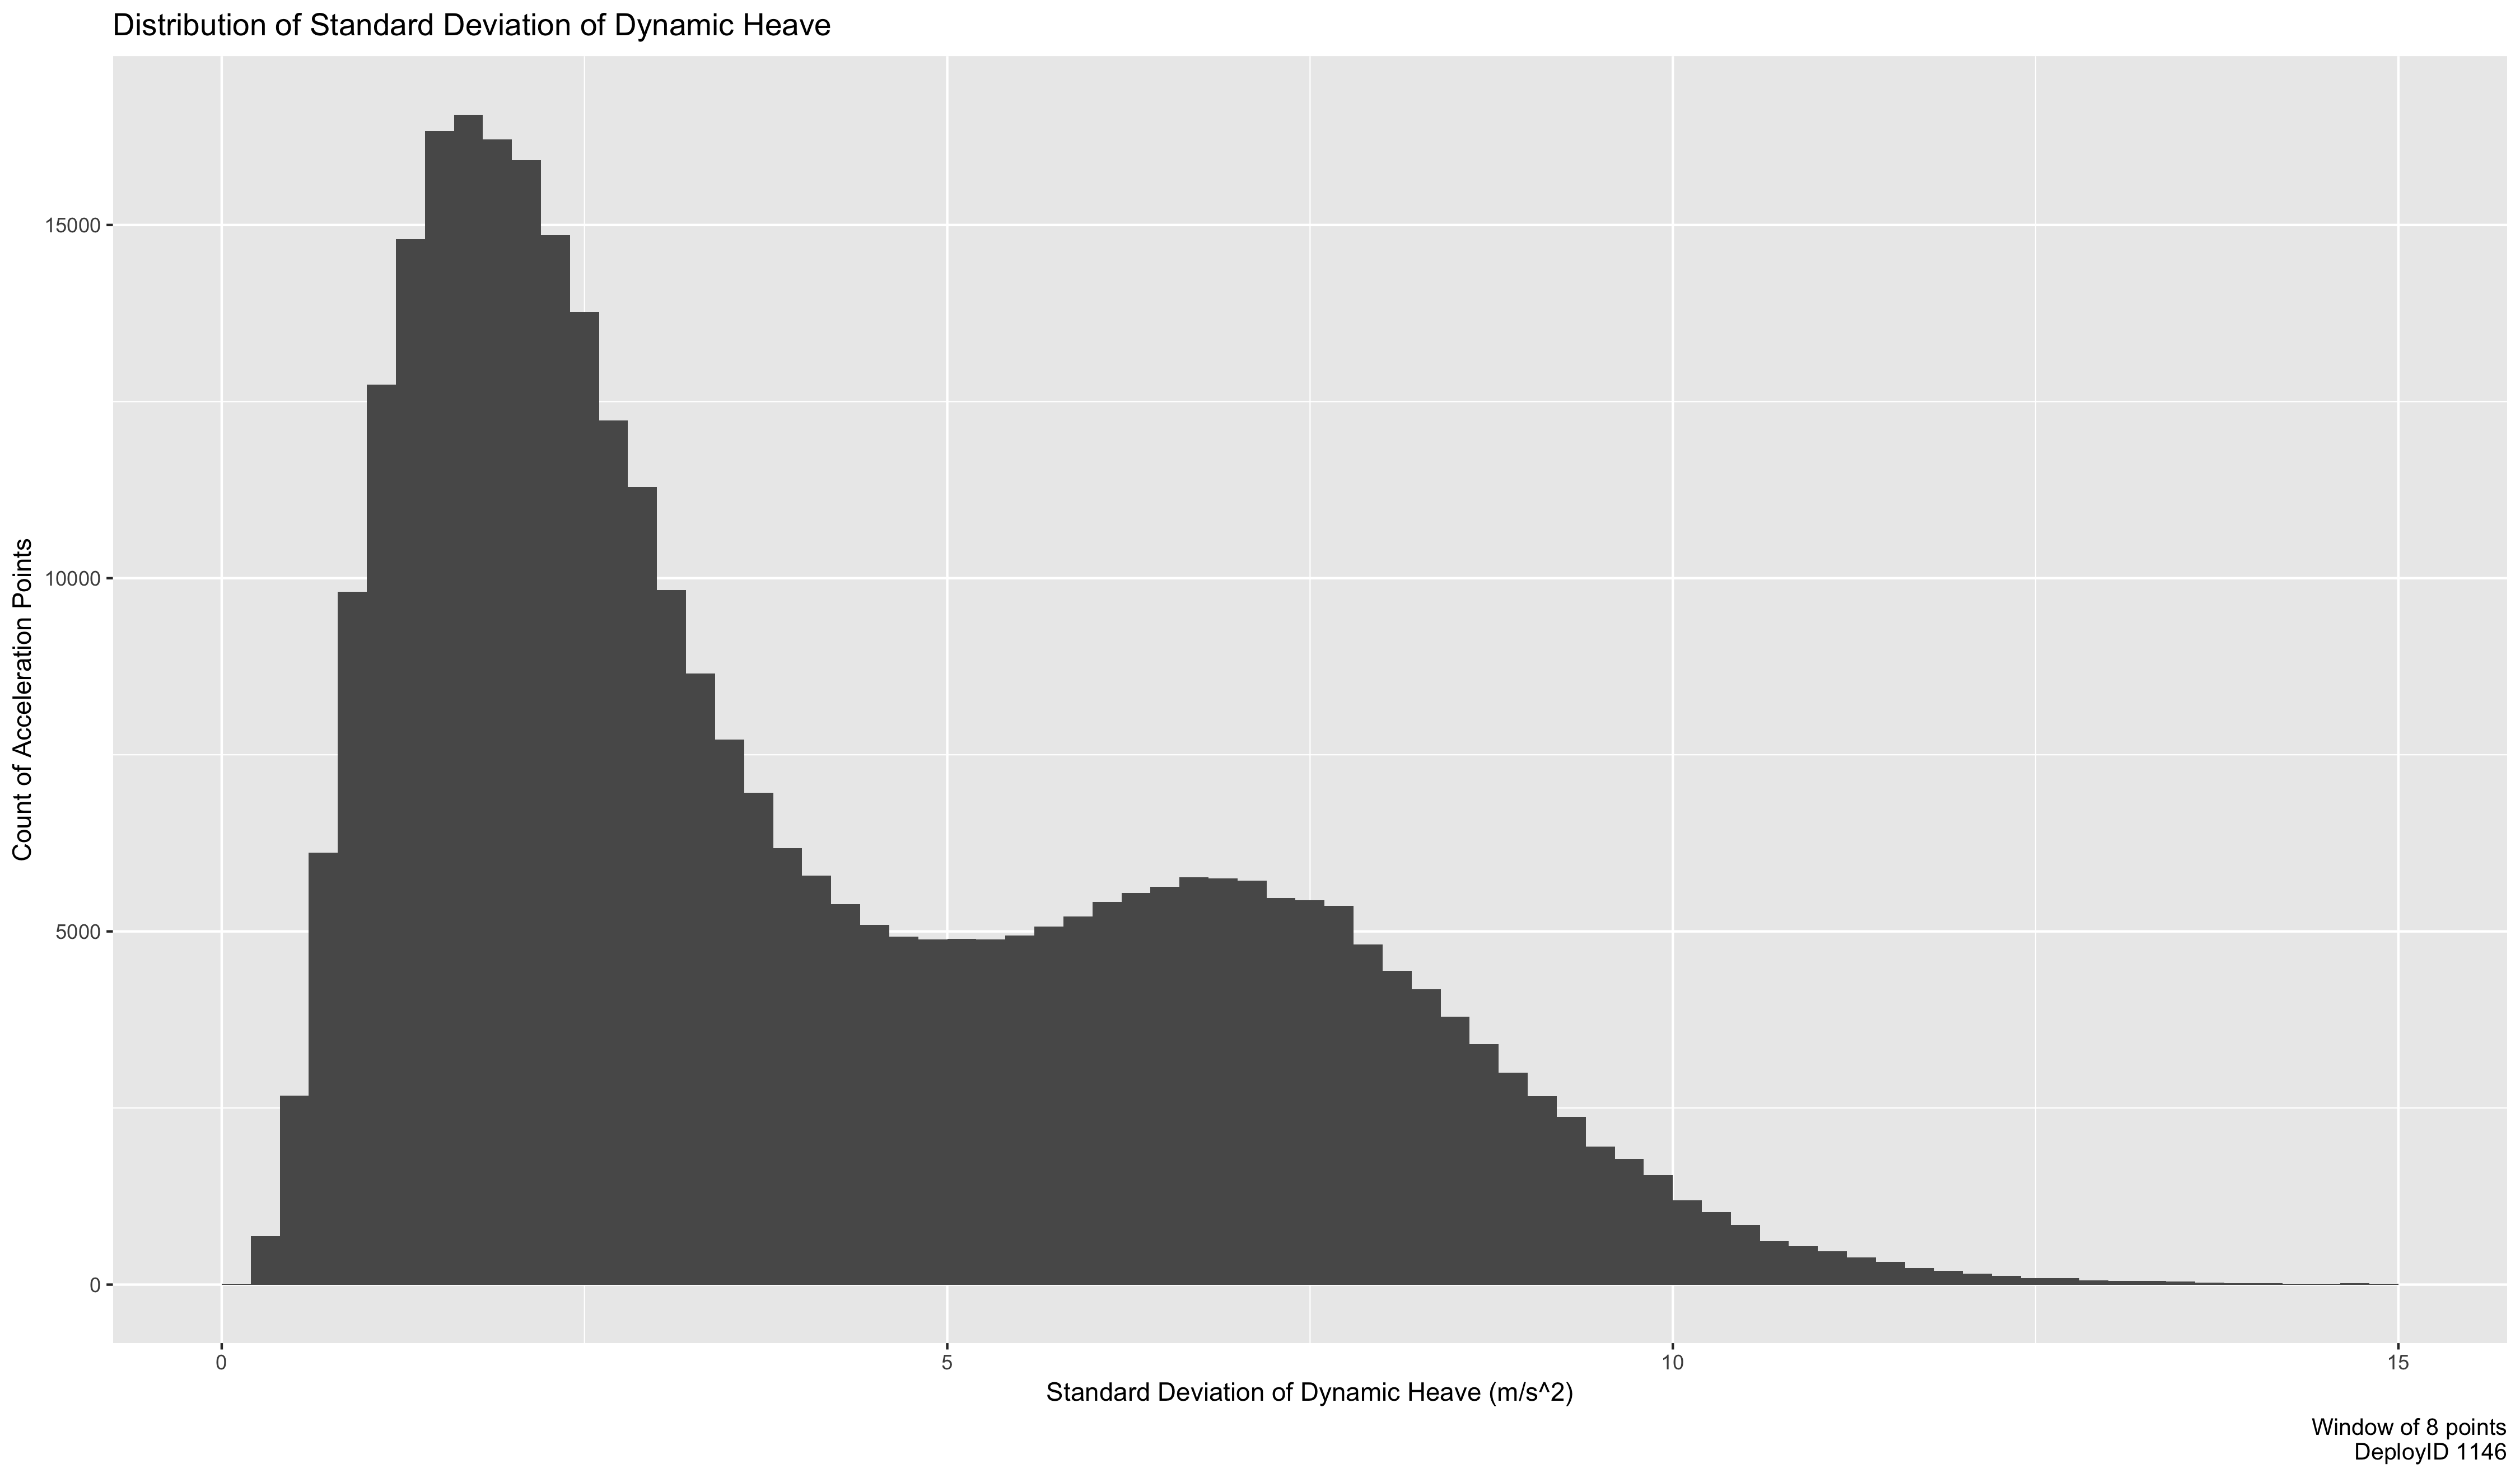 Distribution of Standard Deviation of Dynamic Heave
Count of Acceleration Points
15000
10000
5000
0
0
5
10
15
Standard Deviation of Dynamic Heave (m/s^2)
Window of 8 points
DeployID 1146